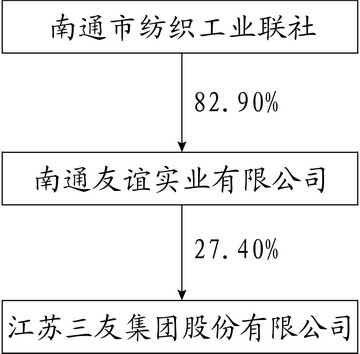 南通市纺织工业联社
82.90%
南通友谊实业有限公司
27.40%
江苏三友集团股份有限公司